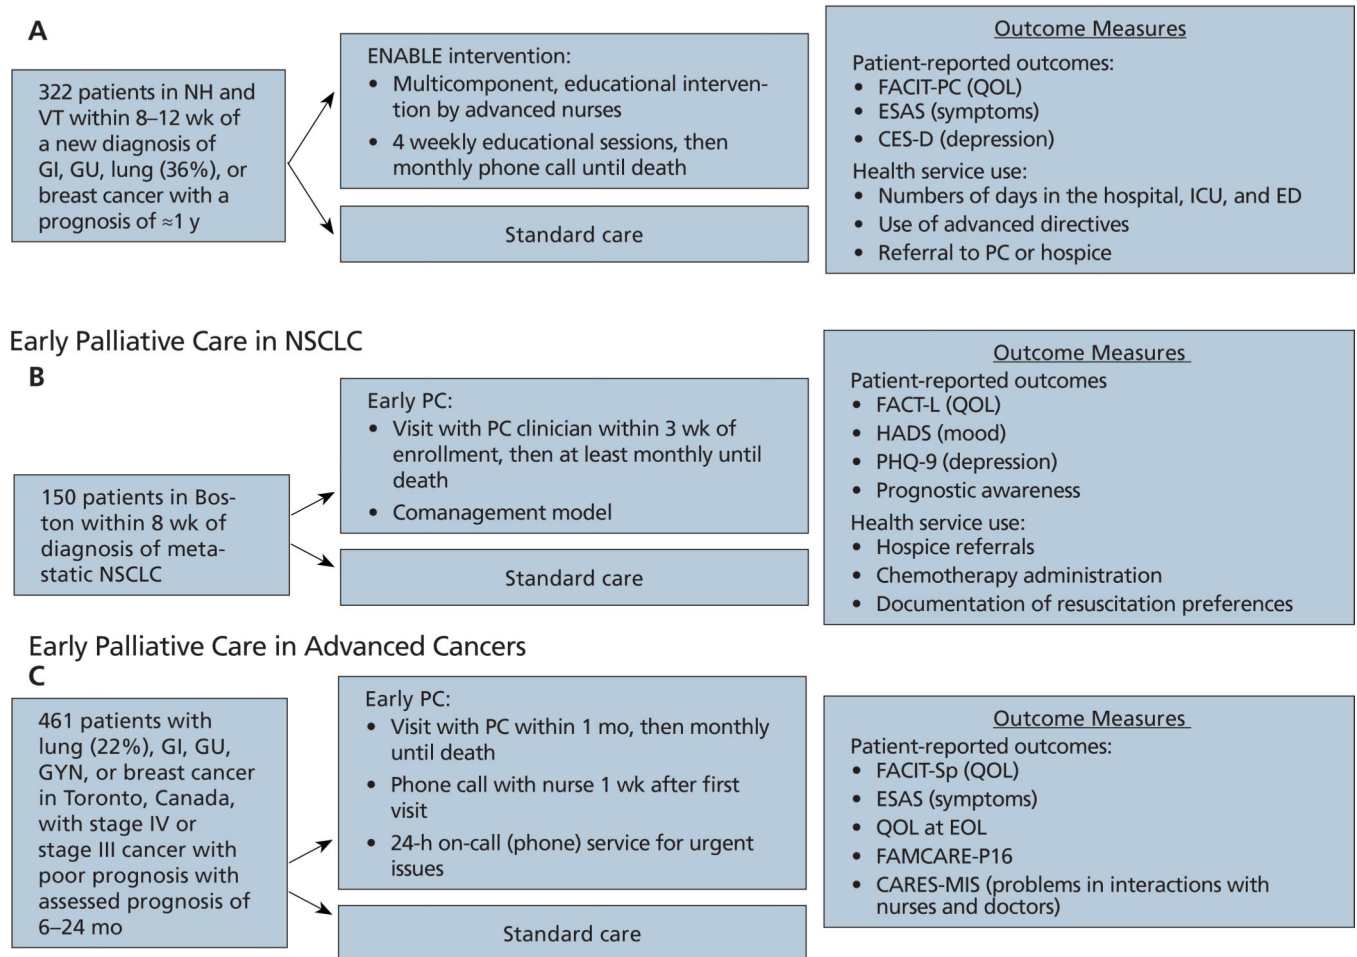 A
322 patients in NH and
VT within 8–12 wk of
a new diagnosis of
GI, GU, lung (36%), or
breast cancer with a
prognosis of ≈1 y
ENABLE intervention:
• Multicomponent, educational interven-
tion by advanced nurses
• 4 weekly educational sessions, then
monthly phone call until death
Standard care
Outcome Measures
Patient-reported outcomes:
• FACIT-PC (QOL)
• ESAS (symptoms)
• CES-D (depression)
Health service use:
• Numbers of days in the hospital, ICU, and ED
• Use of advanced directives
• Referral to PC or hospice
Early Palliative Care in NSCLC
B
150 patients in Bos-
ton within 8 wk of
diagnosis of meta-
static NSCLC
Early PC:
• Visit with PC clinician within 3 wk of
enrollment, then at least monthly until
death
• Comanagement model
Standard care
Outcome Measures
Patient-reported outcomes
• FACT-L (QOL)
• HADS (mood)
• PHQ-9 (depression)
• Prognostic awareness
Health service use:
• Hospice referrals
• Chemotherapy administration
• Documentation of resuscitation preferences
Early Palliative Care in Advanced Cancers
C
461 patients with
lung (22%), GI, GU,
GYN, or breast cancer
in Toronto, Canada,
with stage IV or
stage III cancer with
poor prognosis with
assessed prognosis of
6–24 mo
Early PC:
• Visit with PC within 1 mo, then monthly
until death
• Phone call with nurse 1 wk after first
visit
• 24-h on-call (phone) service for urgent
issues
Standard care
Outcome Measures
Patient-reported outcomes:
• FACIT-Sp (QOL)
• ESAS (symptoms)
• QOL at EOL
• FAMCARE-P16
• CARES-MIS (problems in interactions with
nurses and doctors)